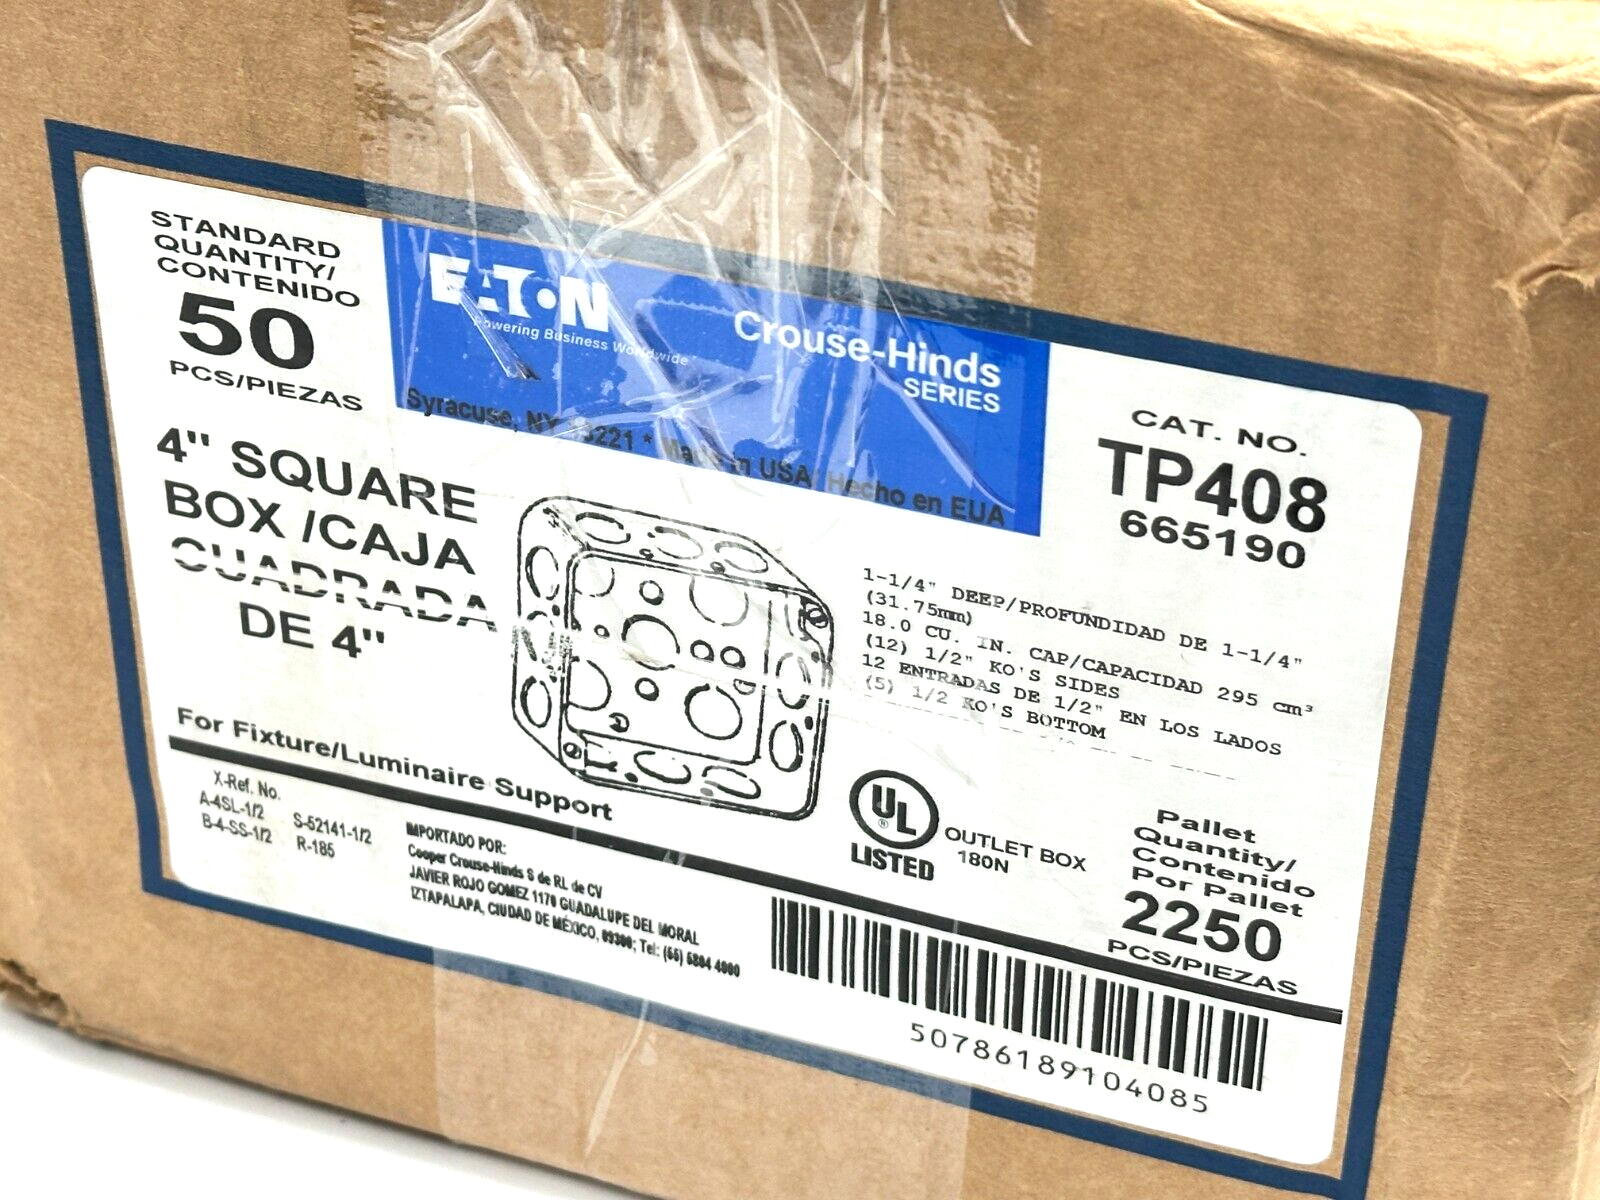 STANDARD
QUANTITY/
CONTENIDO
50
PCS/PIEZAS
EATON
Powering Business Worldwide
Crouse-Hinds
SERIES
Syracuse, NY 13221 * Made in USA/ Hecho en EUA
CAT. NO.
TP408
665190
4" SQUARE
BOX /CAJA
CUADRADA
DE 4"
1-1/4" DEEP/PROFUNDIDAD DE 1-1/4"
(31.75mm)
18.0 CU. IN. CAP/CAPACIDAD 295 cm³
(12) 1/2" KO'S SIDES
12 ENTRADAS DE 1/2" EN LOS LADOS
(5) 1/2 KO'S BOTTOM
For Fixture/Luminaire Support
X-Ref. No.
A-4SL-1/2 S-52141-1/2
B-4-SS-1/2 R-185
IMPORTADO POR:
Cooper Crouse-Hinds S de RL de CV
JAVIER ROJO GOMEZ 1170 GUADALUPE DEL MORAL
IZTAPALAPA, CIUDAD DE MÉXICO, 09300; Tel: (55) 5804 4000
UL
®
LISTED
OUTLET BOX
180N
Pallet
Quantity/
Contenido
Por Pallet
2250
PCS/PIEZAS
50786189104085